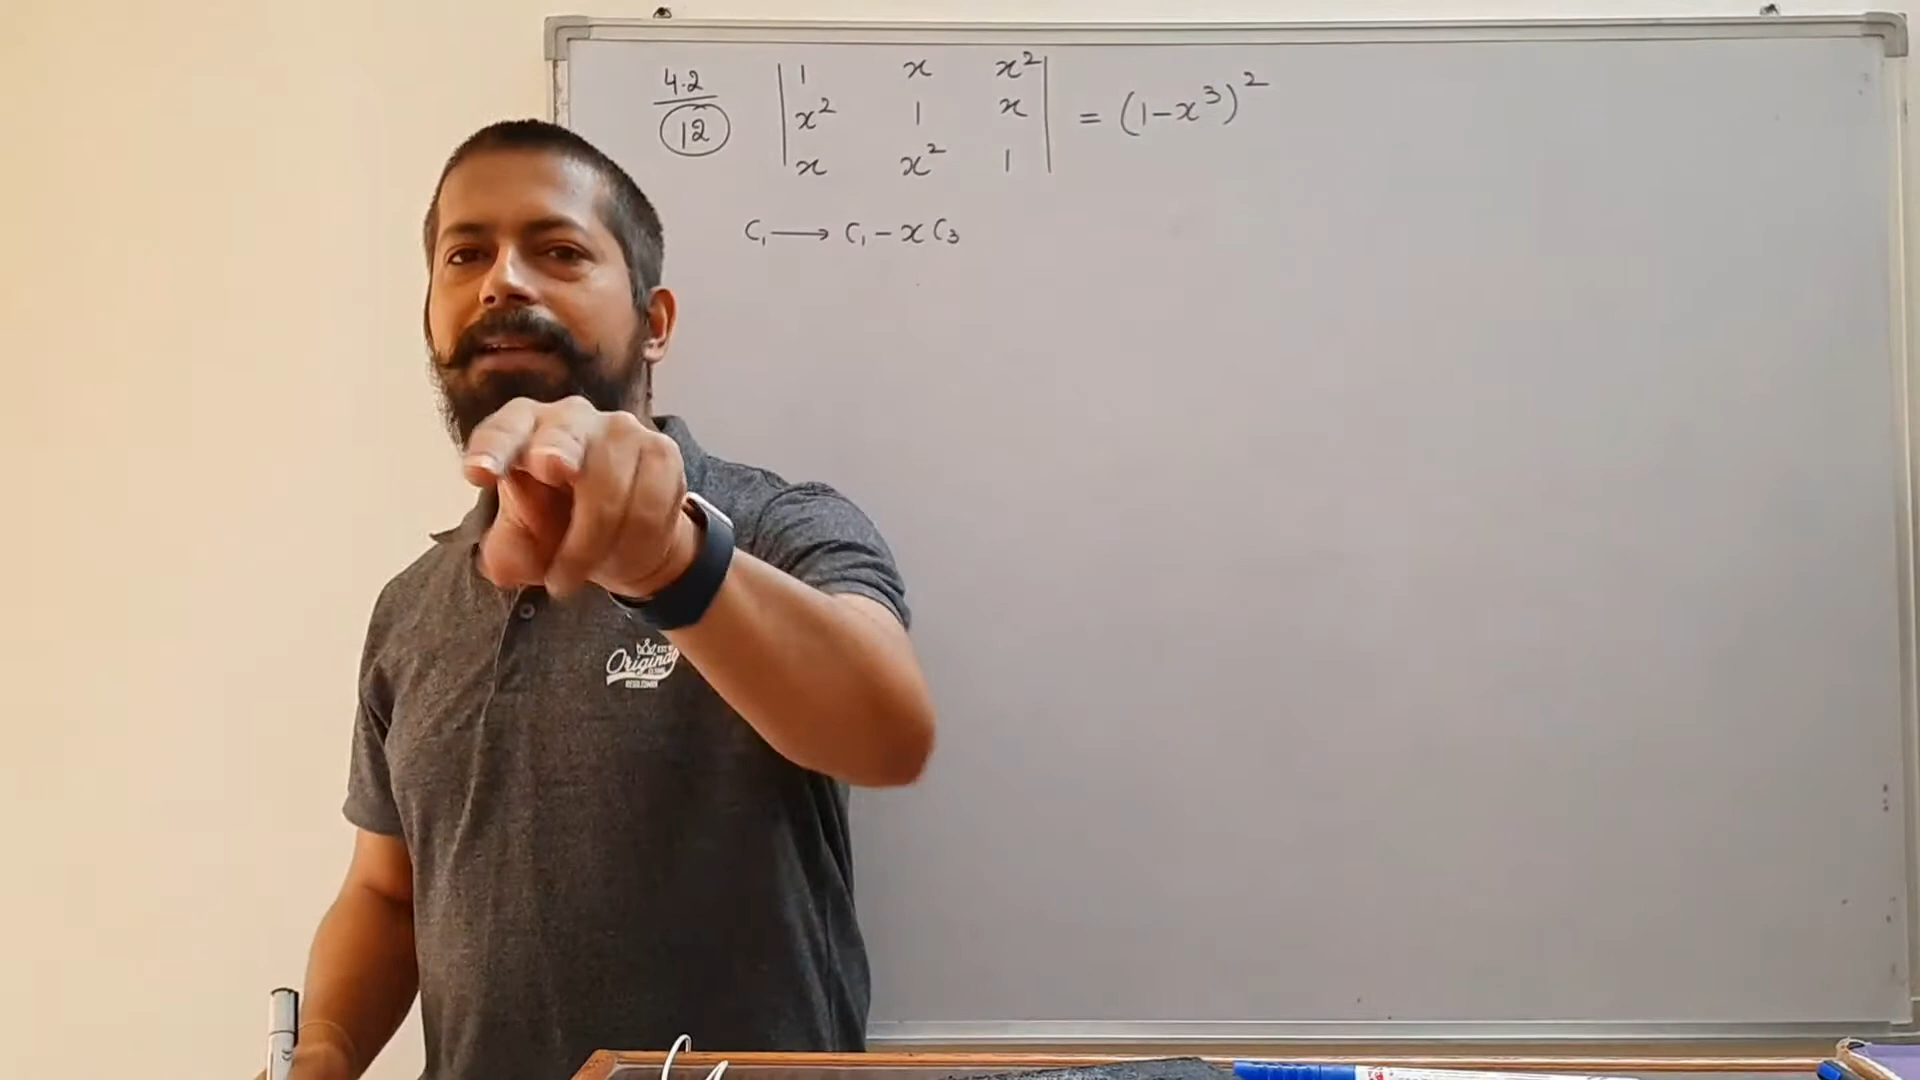 4.2
12
| 1 x x² |
| x² 1 x | = (1-x³)²
| x x² 1 |
C₁ ⟶ C₁ - x C₃
Original